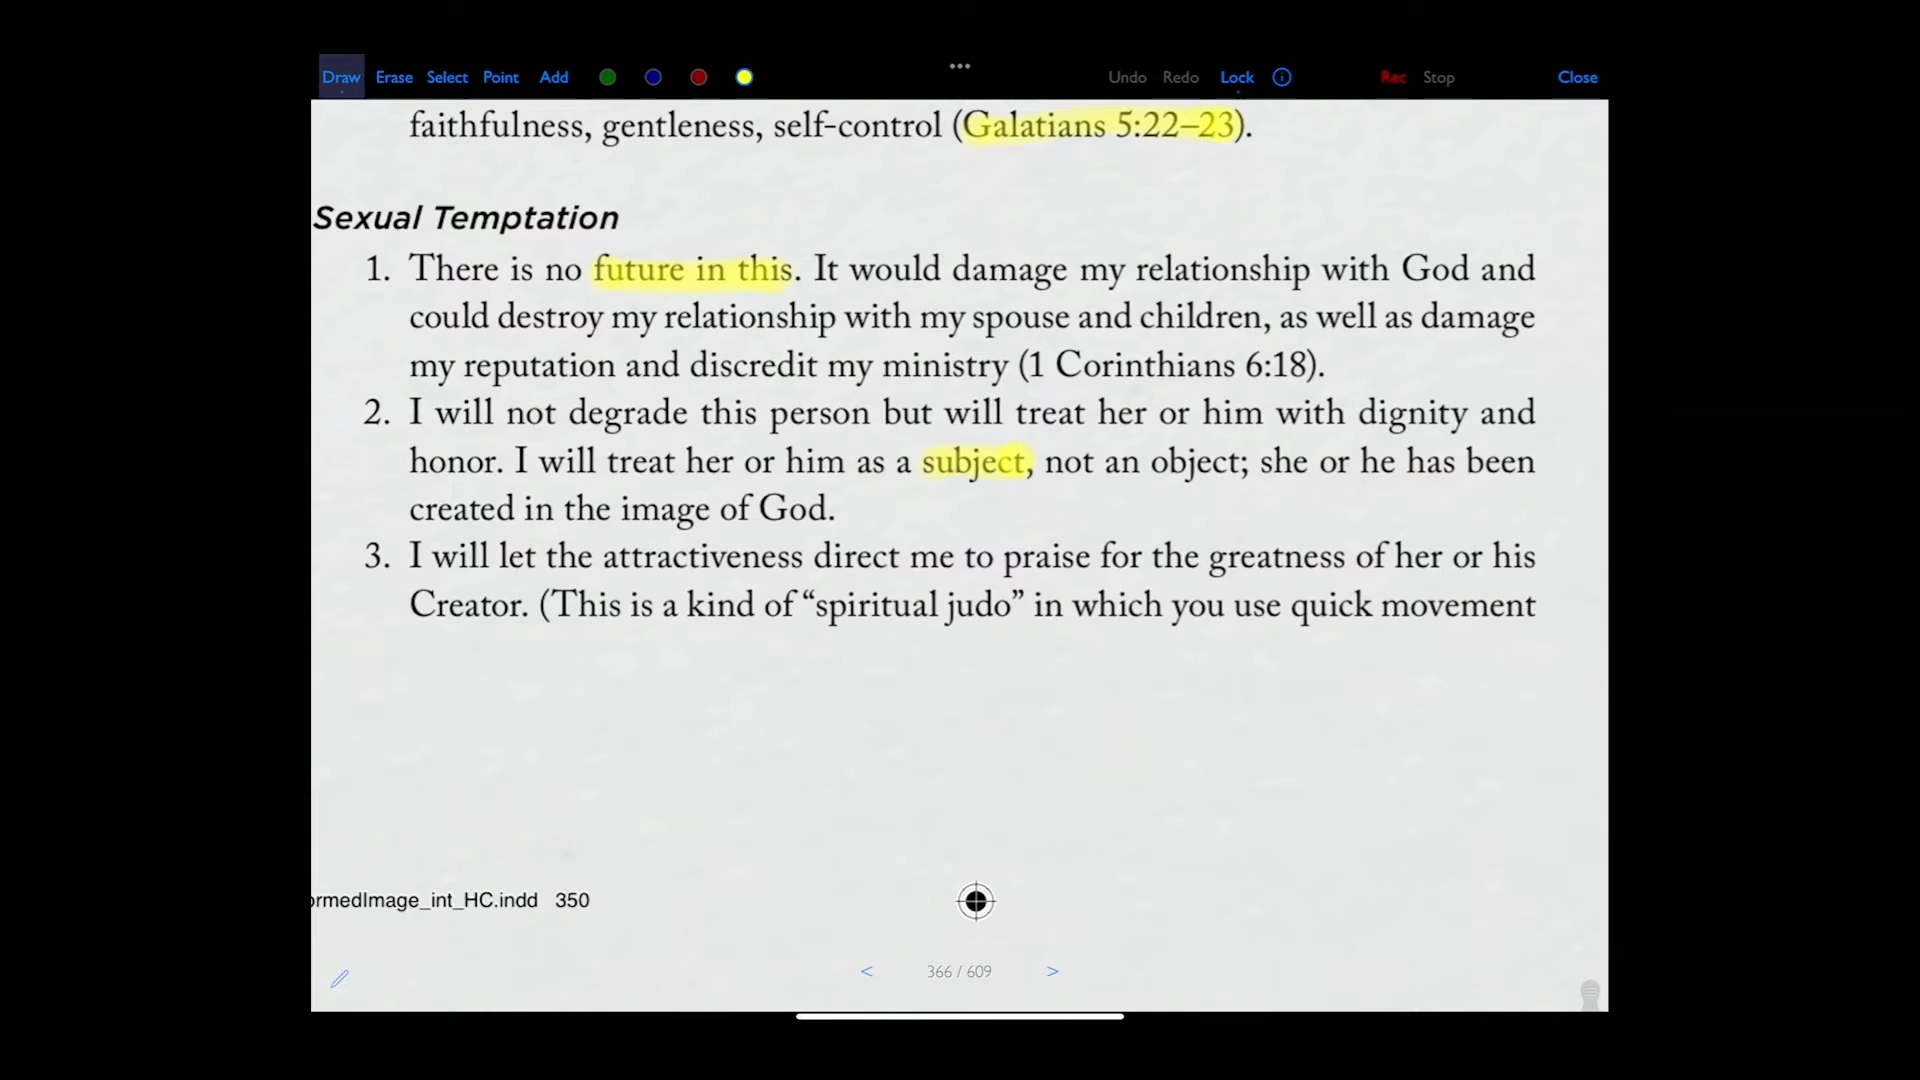 Draw Erase Select Point Add ... Undo Redo Lock Rec Stop Close
faithfulness, gentleness, self-control (Galatians 5:22–23).
Sexual Temptation
1. There is no future in this. It would damage my relationship with God and
could destroy my relationship with my spouse and children, as well as damage
my reputation and discredit my ministry (1 Corinthians 6:18).
2. I will not degrade this person but will treat her or him with dignity and
honor. I will treat her or him as a subject, not an object; she or he has been
created in the image of God.
3. I will let the attractiveness direct me to praise for the greatness of her or his
Creator. (This is a kind of “spiritual judo” in which you use quick movement
ormedImage_int_HC.indd 350
< 366 / 609 >